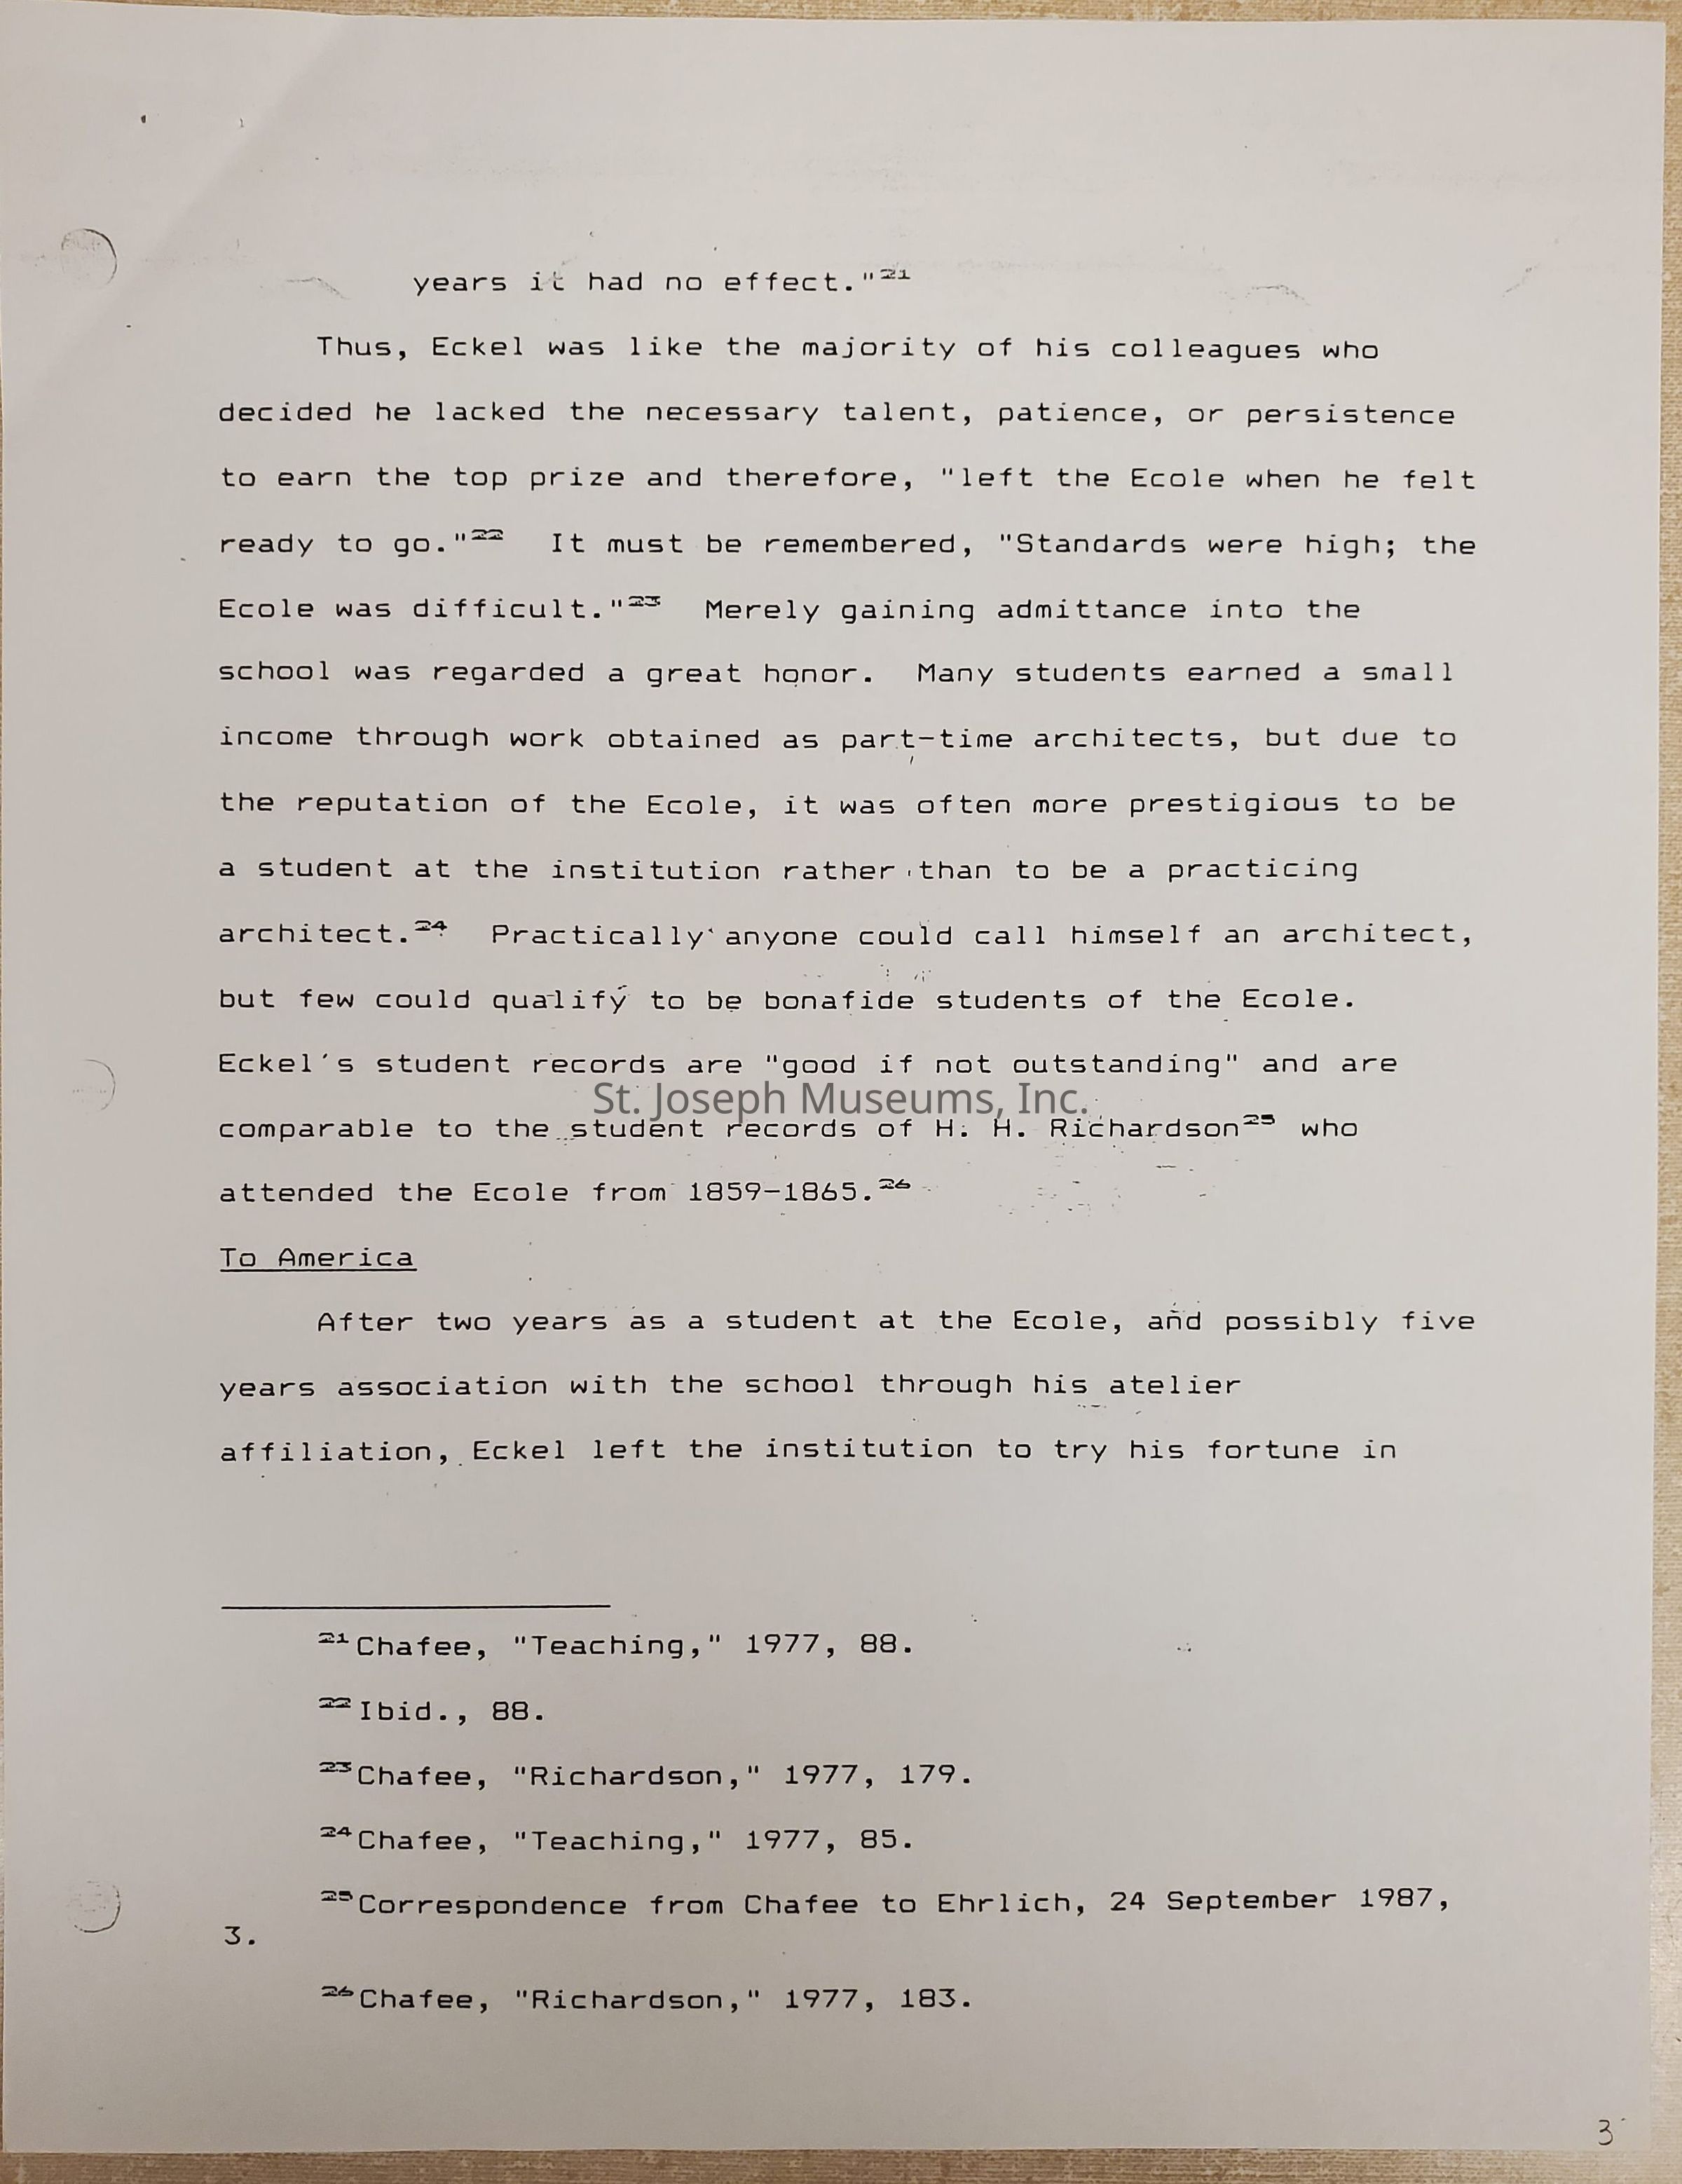 years it had no effect."21
Thus, Eckel was like the majority of his colleagues who
decided he lacked the necessary talent, patience, or persistence
to earn the top prize and therefore, "left the Ecole when he felt
ready to go."22 It must be remembered, "Standards were high; the
Ecole was difficult."23 Merely gaining admittance into the
school was regarded a great honor. Many students earned a small
income through work obtained as part-time architects, but due to
the reputation of the Ecole, it was often more prestigious to be
a student at the institution rather than to be a practicing
architect.24 Practically anyone could call himself an architect,
but few could qualify to be bonafide students of the Ecole.
Eckel's student records are "good if not outstanding" and are
St. Joseph Museums, Inc.
comparable to the student records of H. H. Richardson25 who
attended the Ecole from 1859-1865.26
To America
After two years as a student at the Ecole, and possibly five
years association with the school through his atelier
affiliation, Eckel left the institution to try his fortune in
21Chafee, "Teaching," 1977, 88.
22Ibid., 88.
23Chafee, "Richardson," 1977, 179.
24Chafee, "Teaching," 1977, 85.
25Correspondence from Chafee to Ehrlich, 24 September 1987,
3.
26Chafee, "Richardson," 1977, 183.
3